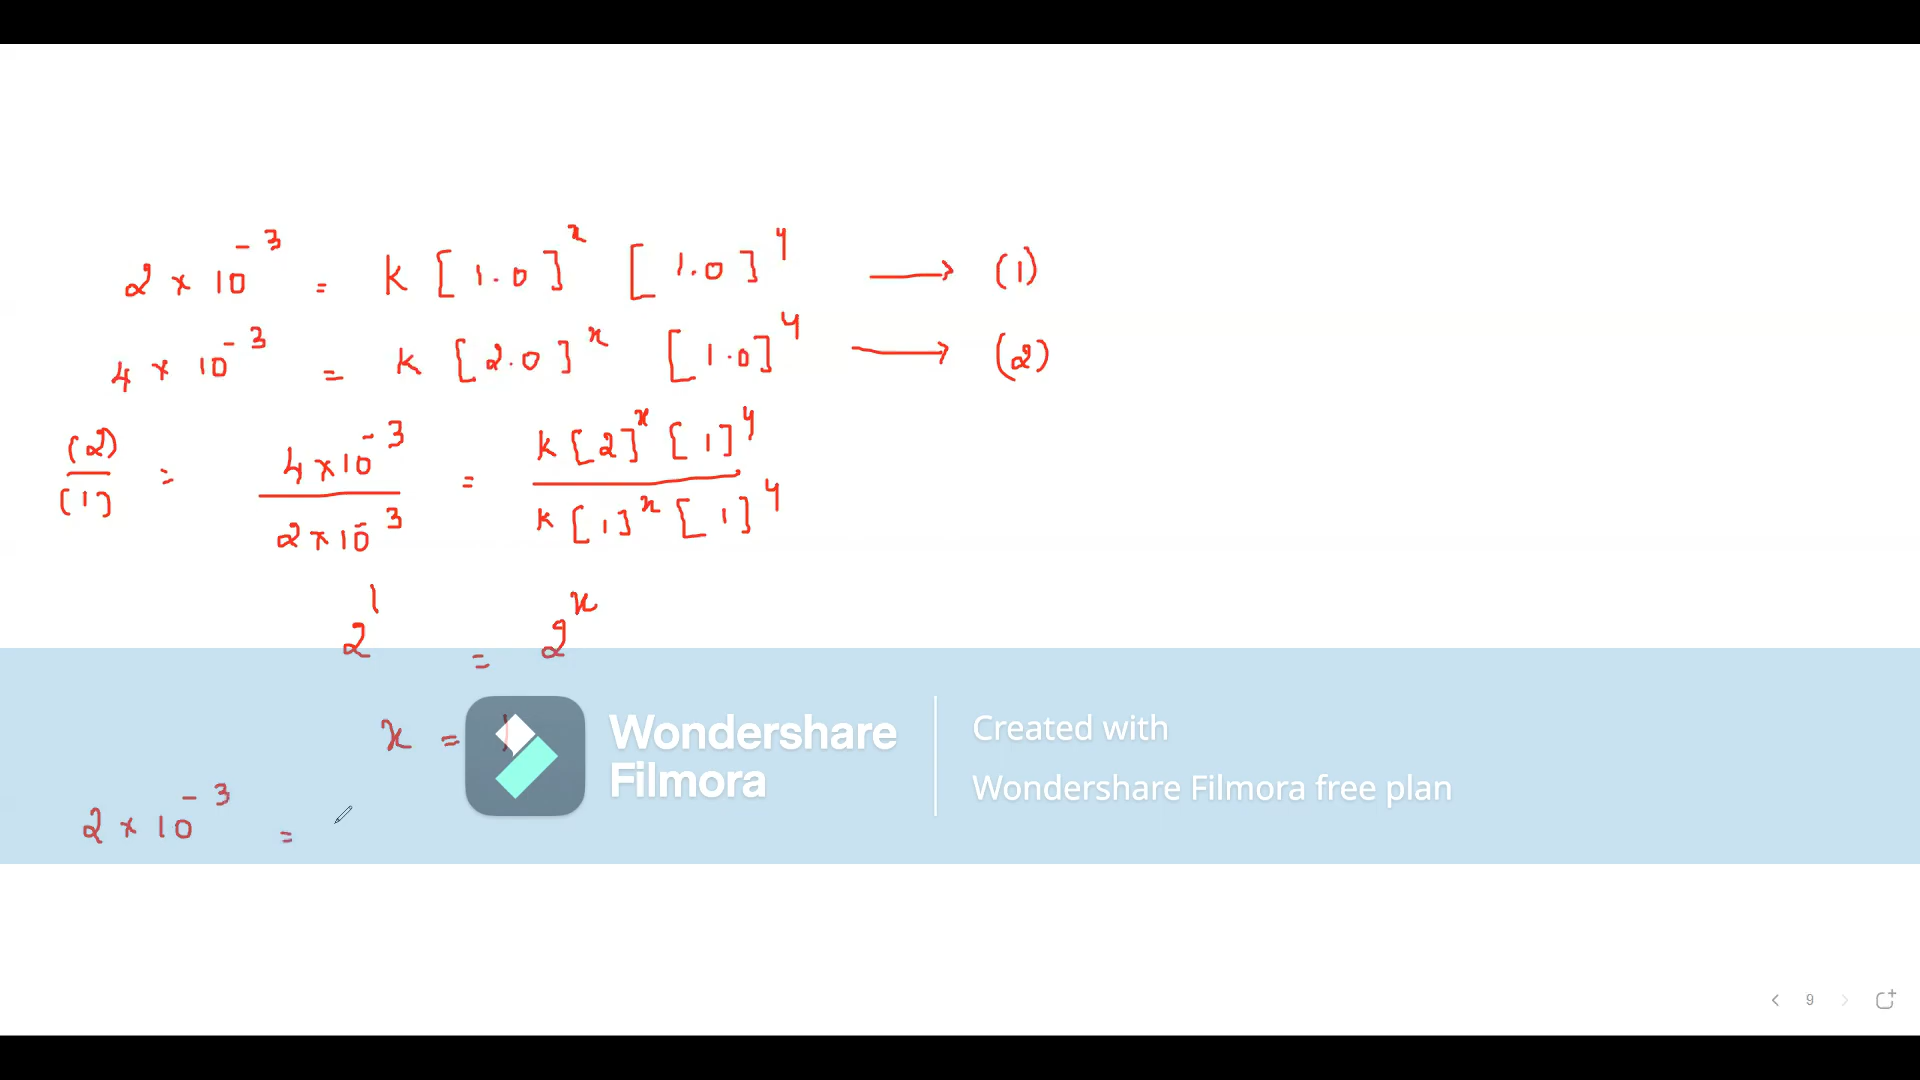 2 × 10⁻³ = K [1.0]ˣ [1.0]ʸ ⟶ (1)
4 × 10⁻³ = K [2.0]ˣ [1.0]ʸ ⟶ (2)
(2)/(1) = 4×10⁻³/2×10⁻³ = K[2]ˣ[1]ʸ/K[1]ˣ[1]ʸ
2¹ = 2ˣ
x = 1
Wondershare Filmora
Created with
Wondershare Filmora free plan
2 × 10⁻³ =
9